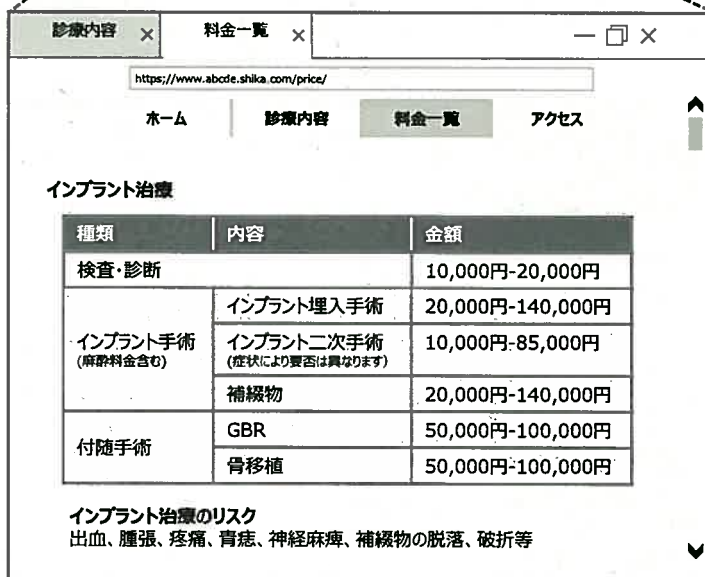 診療内容 × 料金一覧 ×
https;//www.abcde.shika.com/price/
ホーム 診療内容 料金一覧 アクセス
インプラント治療
種類 内容 金額
検査・診断 10,000円-20,000円
インプラント埋入手術 20,000円-140,000円
インプラント手術 インプラント二次手術 10,000円-85,000円
(麻酔料金含む) (症状により要否は異なります)
補綴物 20,000円-140,000円
付随手術 GBR 50,000円-100,000円
骨移植 50,000円-100,000円
インプラント治療のリスク
出血、腫張、疼痛、青痣、神経麻痺、補綴物の脱落、破折等